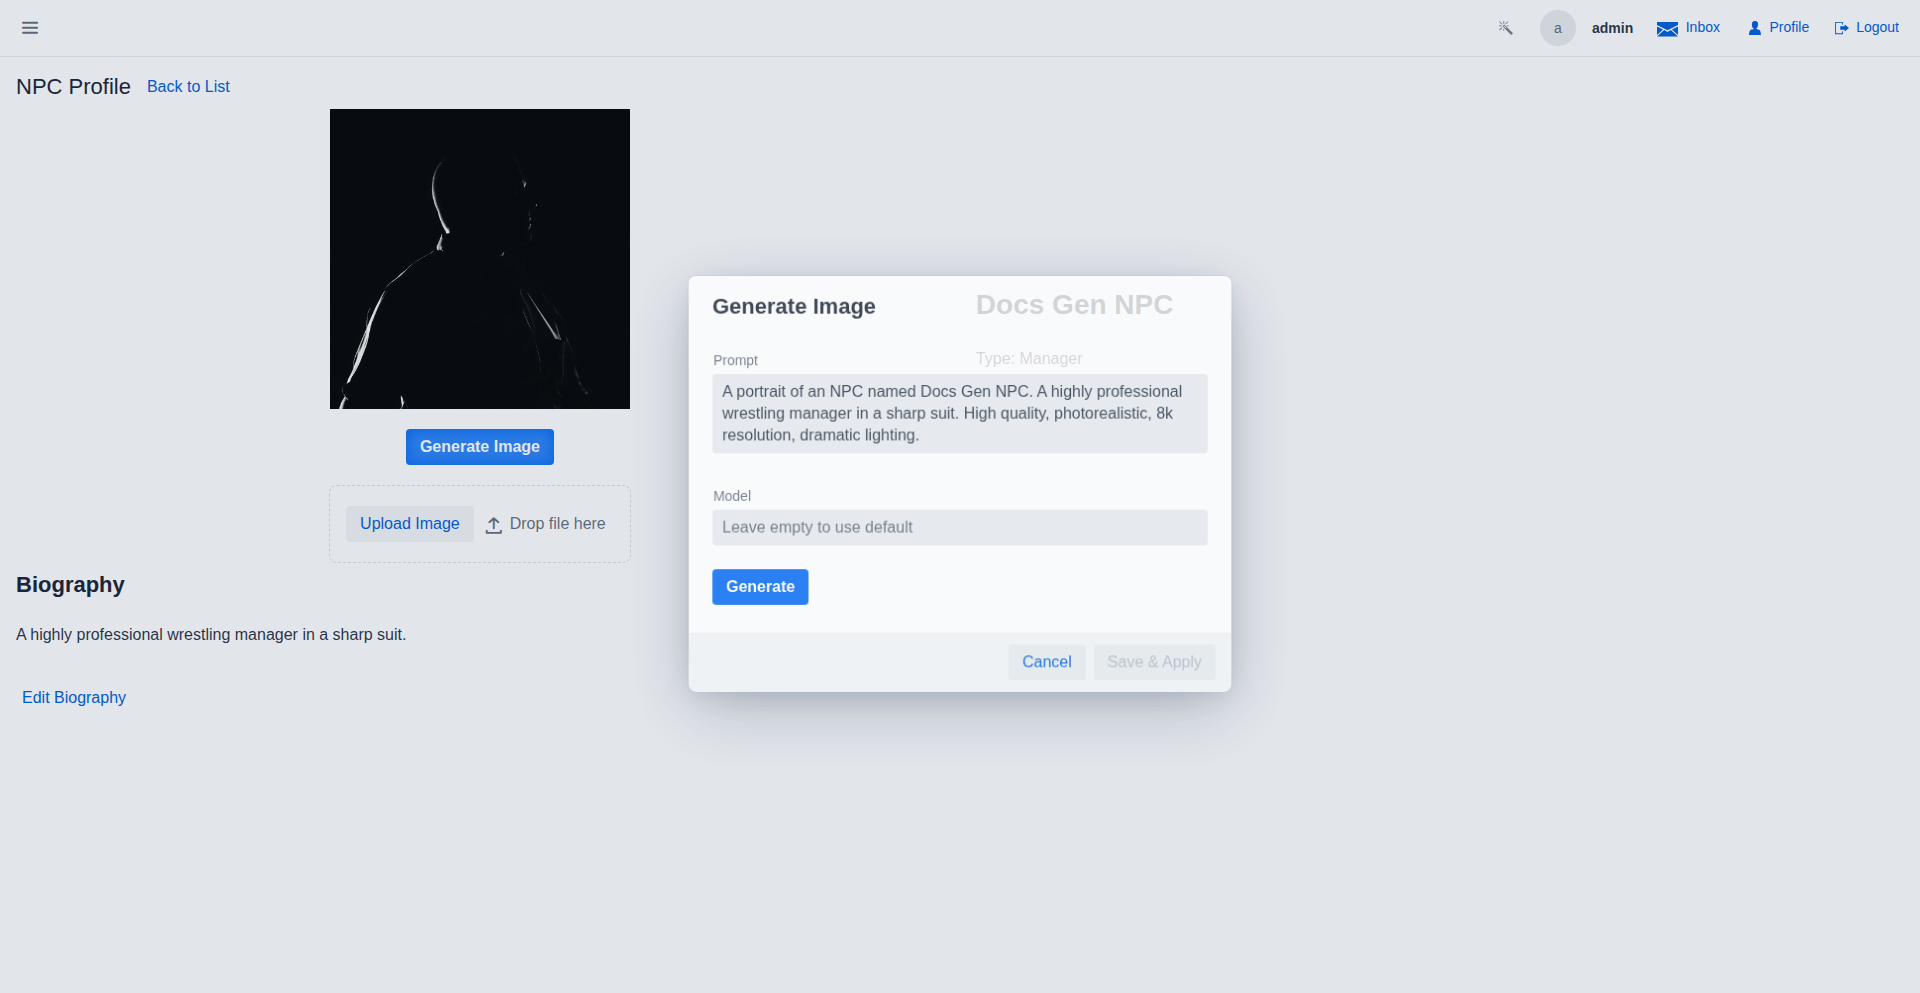 a
admin
Inbox
Profile
Logout
NPC Profile
Back to List
Generate Image
Upload Image
Drop file here
Biography
A highly professional wrestling manager in a sharp suit.
Edit Biography
Docs Gen NPC
Type: Manager
Generate Image
Prompt
A portrait of an NPC named Docs Gen NPC. A highly professional
wrestling manager in a sharp suit. High quality, photorealistic, 8k
resolution, dramatic lighting.
Model
Leave empty to use default
Generate
Cancel
Save & Apply